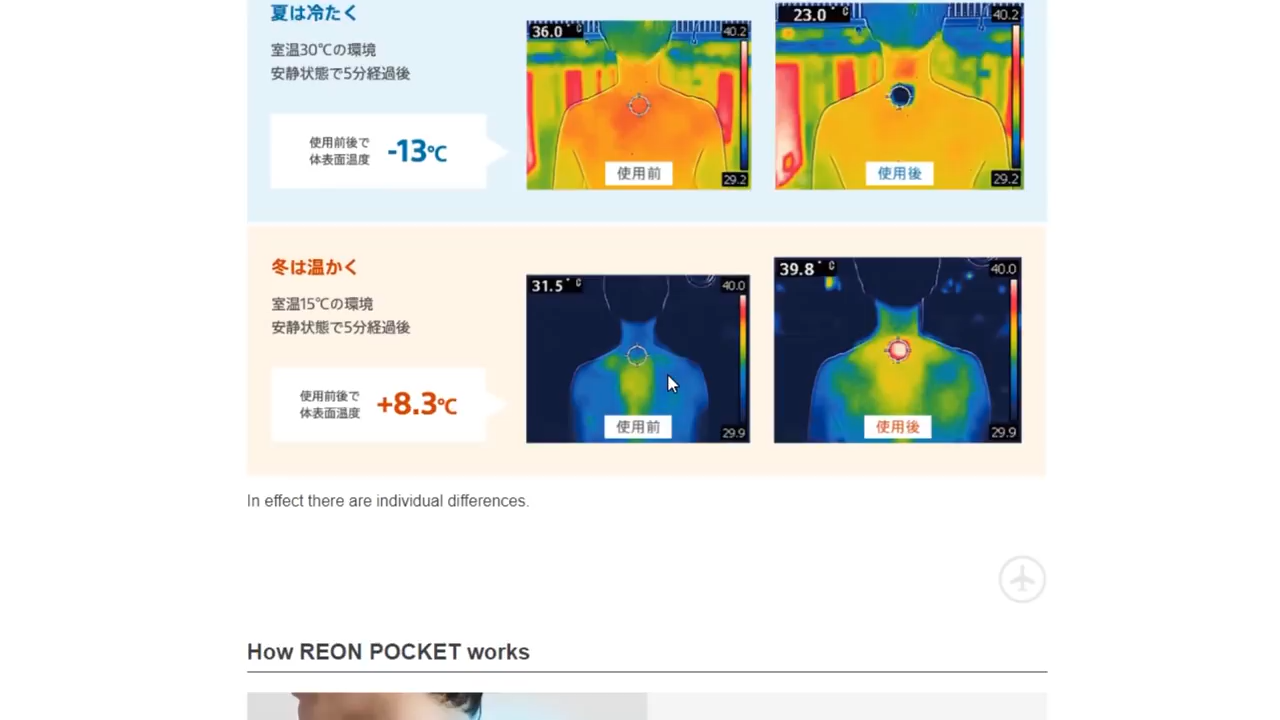 夏は冷たく
室温30℃の環境
安静状態で5分経過後
使用前後で
体表面温度
-13℃
36.0 °C
40.2
使用前
29.2
23.0 °C
40.2
使用後
29.2
冬は温かく
室温15℃の環境
安静状態で5分経過後
使用前後で
体表面温度
+8.3℃
31.5 °C
40.0
使用前
29.9
39.8 °C
40.0
使用後
29.9
In effect there are individual differences.
How REON POCKET works